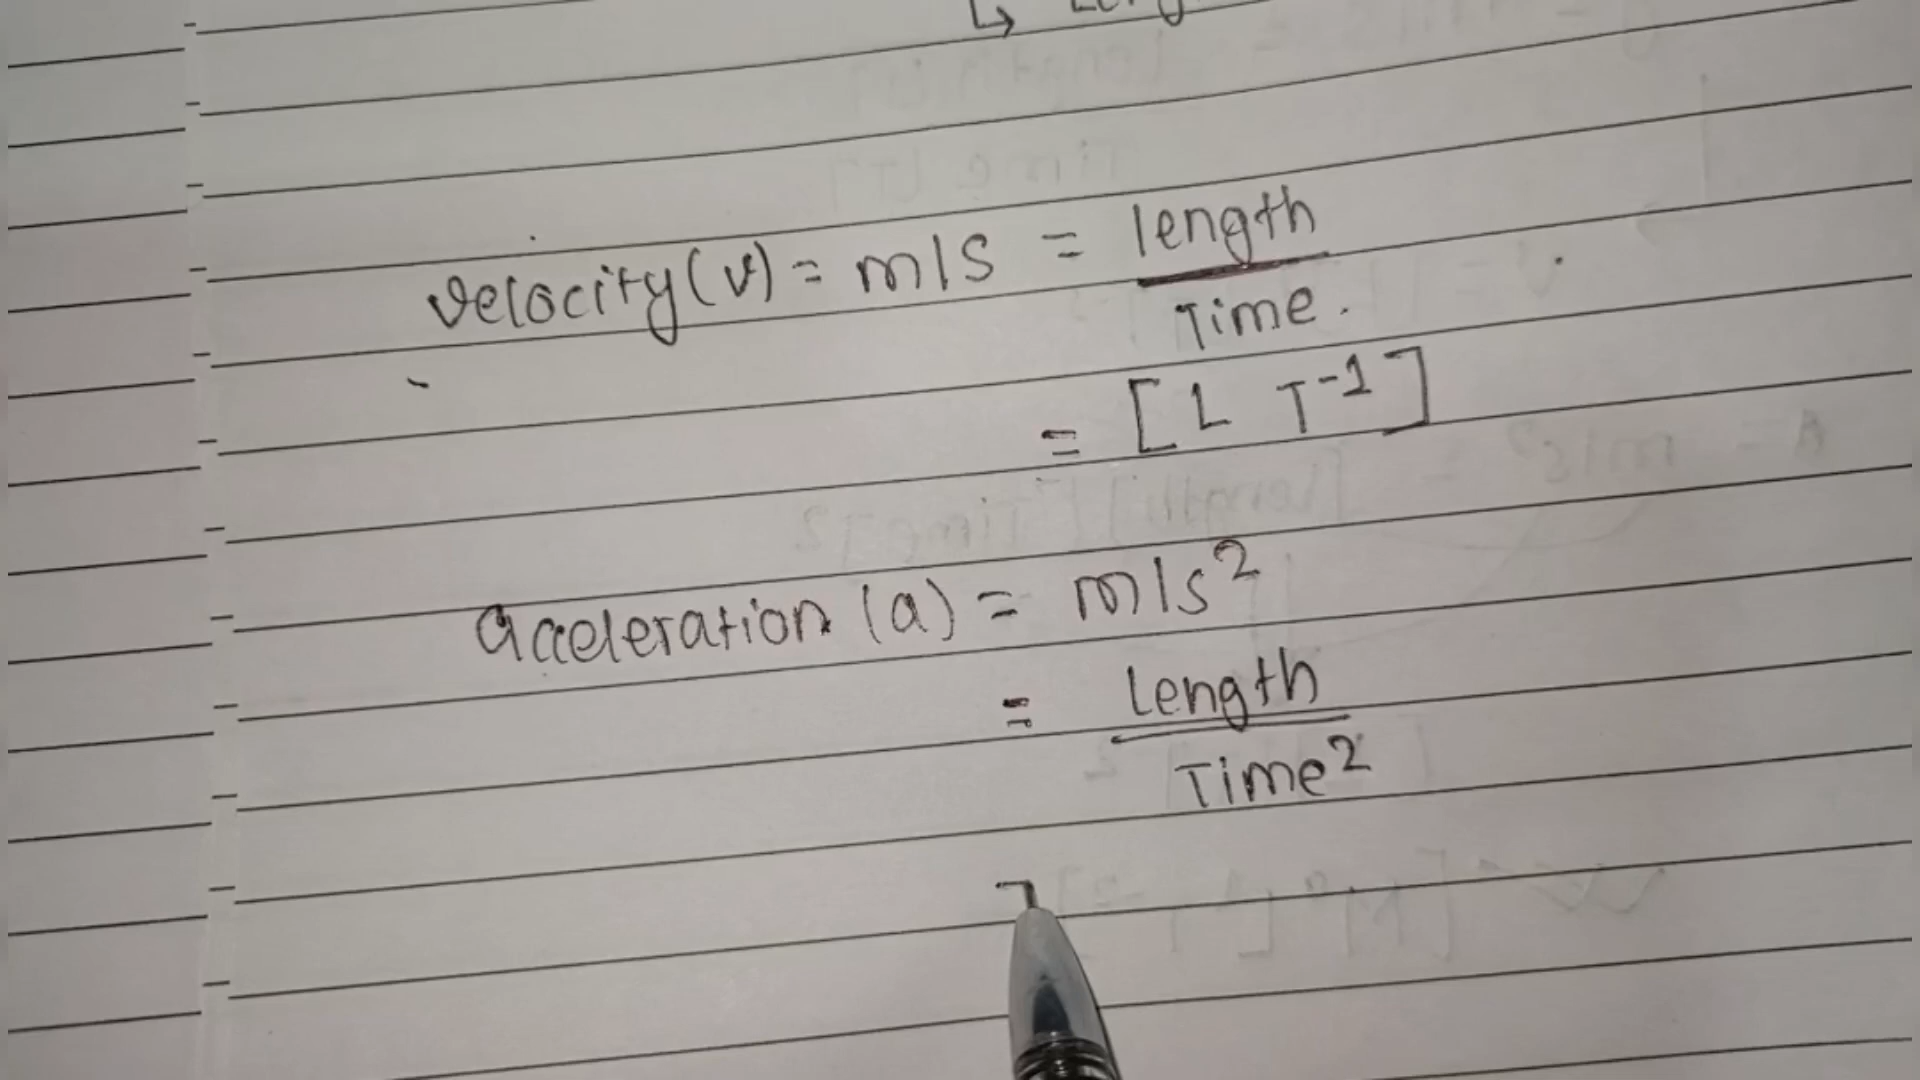 velocity (v) = m/s = length / Time.
= [L T⁻¹]
acceleration (a) = m/s²
= length / Time²